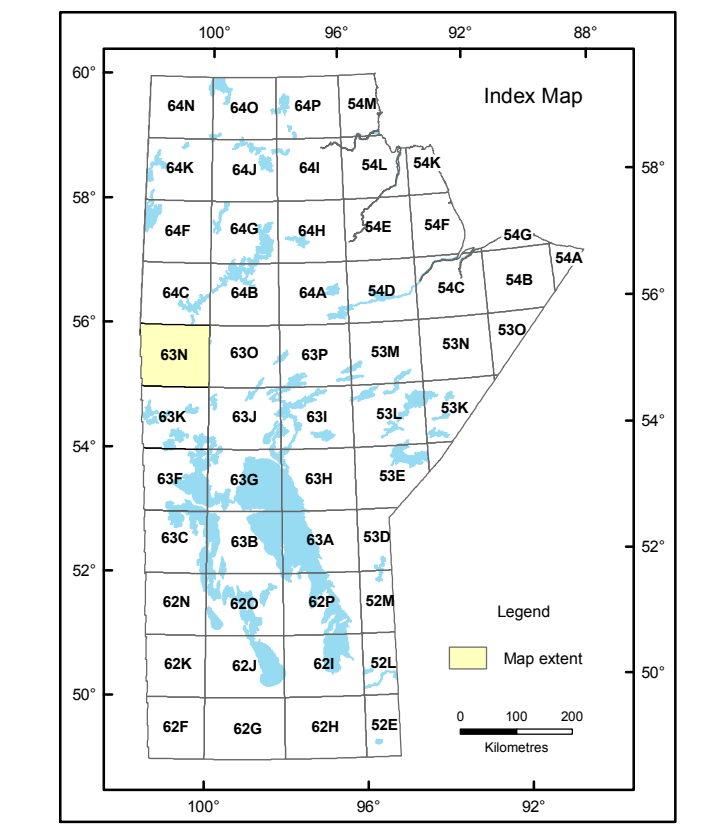 100° 96° 92° 88°
60°
Index Map
64N 64O 64P 54M
64K 64J 64I 54L 54K 58°
58°
64F 64G 64H 54E 54F 54G
54A
64C 64B 64A 54D 54C 54B 56°
56°
63N 63O 63P 53M 53N 53O
63K 63J 63I 53L 53K 54°
54°
63F 63G 63H 53E
63C 63B 63A 53D 52°
52°
62N 62O 62P 52M
Legend
62K 62J 62I 52L Map extent 50°
50°
62F 62G 62H 52E
0 100 200
Kilometres
100° 96° 92°